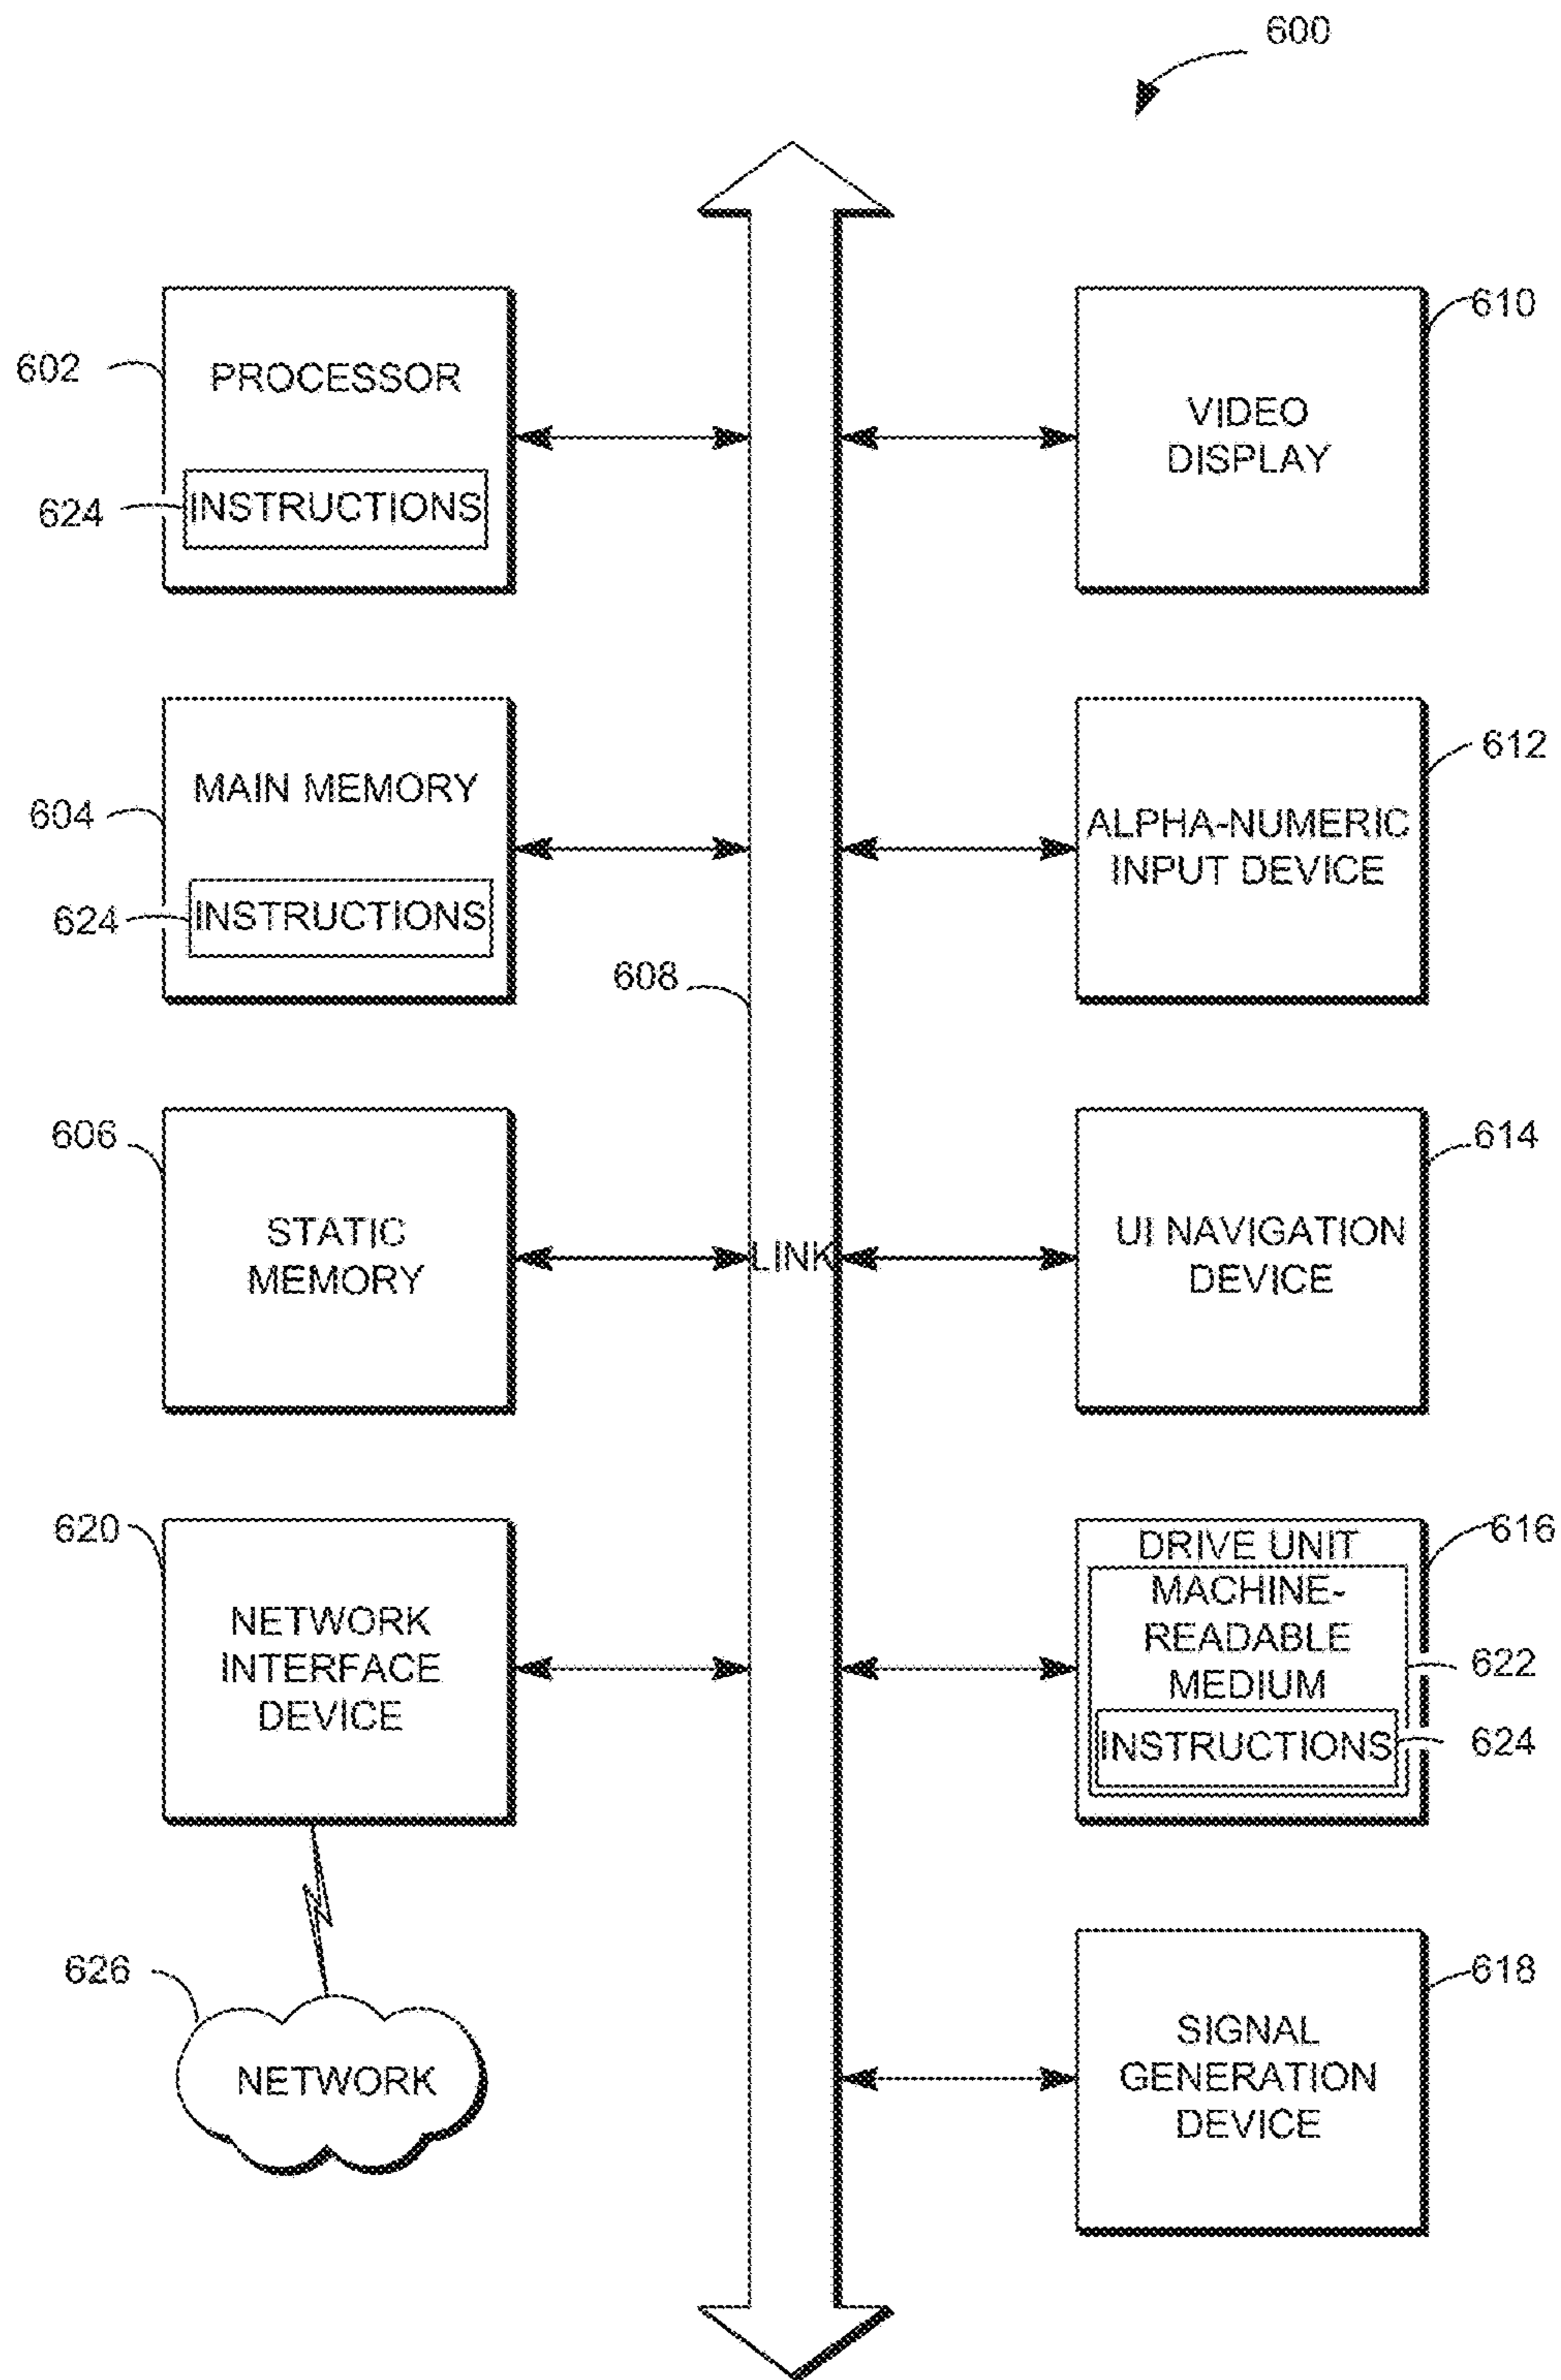 600
602
PROCESSOR
624
INSTRUCTIONS
610
VIDEO
DISPLAY
604
MAIN MEMORY
624
INSTRUCTIONS
612
ALPHA-NUMERIC
INPUT DEVICE
608
LINK
606
STATIC
MEMORY
614
UI NAVIGATION
DEVICE
620
NETWORK
INTERFACE
DEVICE
616
DRIVE UNIT
MACHINE-
READABLE
MEDIUM
622
INSTRUCTIONS
624
626
NETWORK
618
SIGNAL
GENERATION
DEVICE